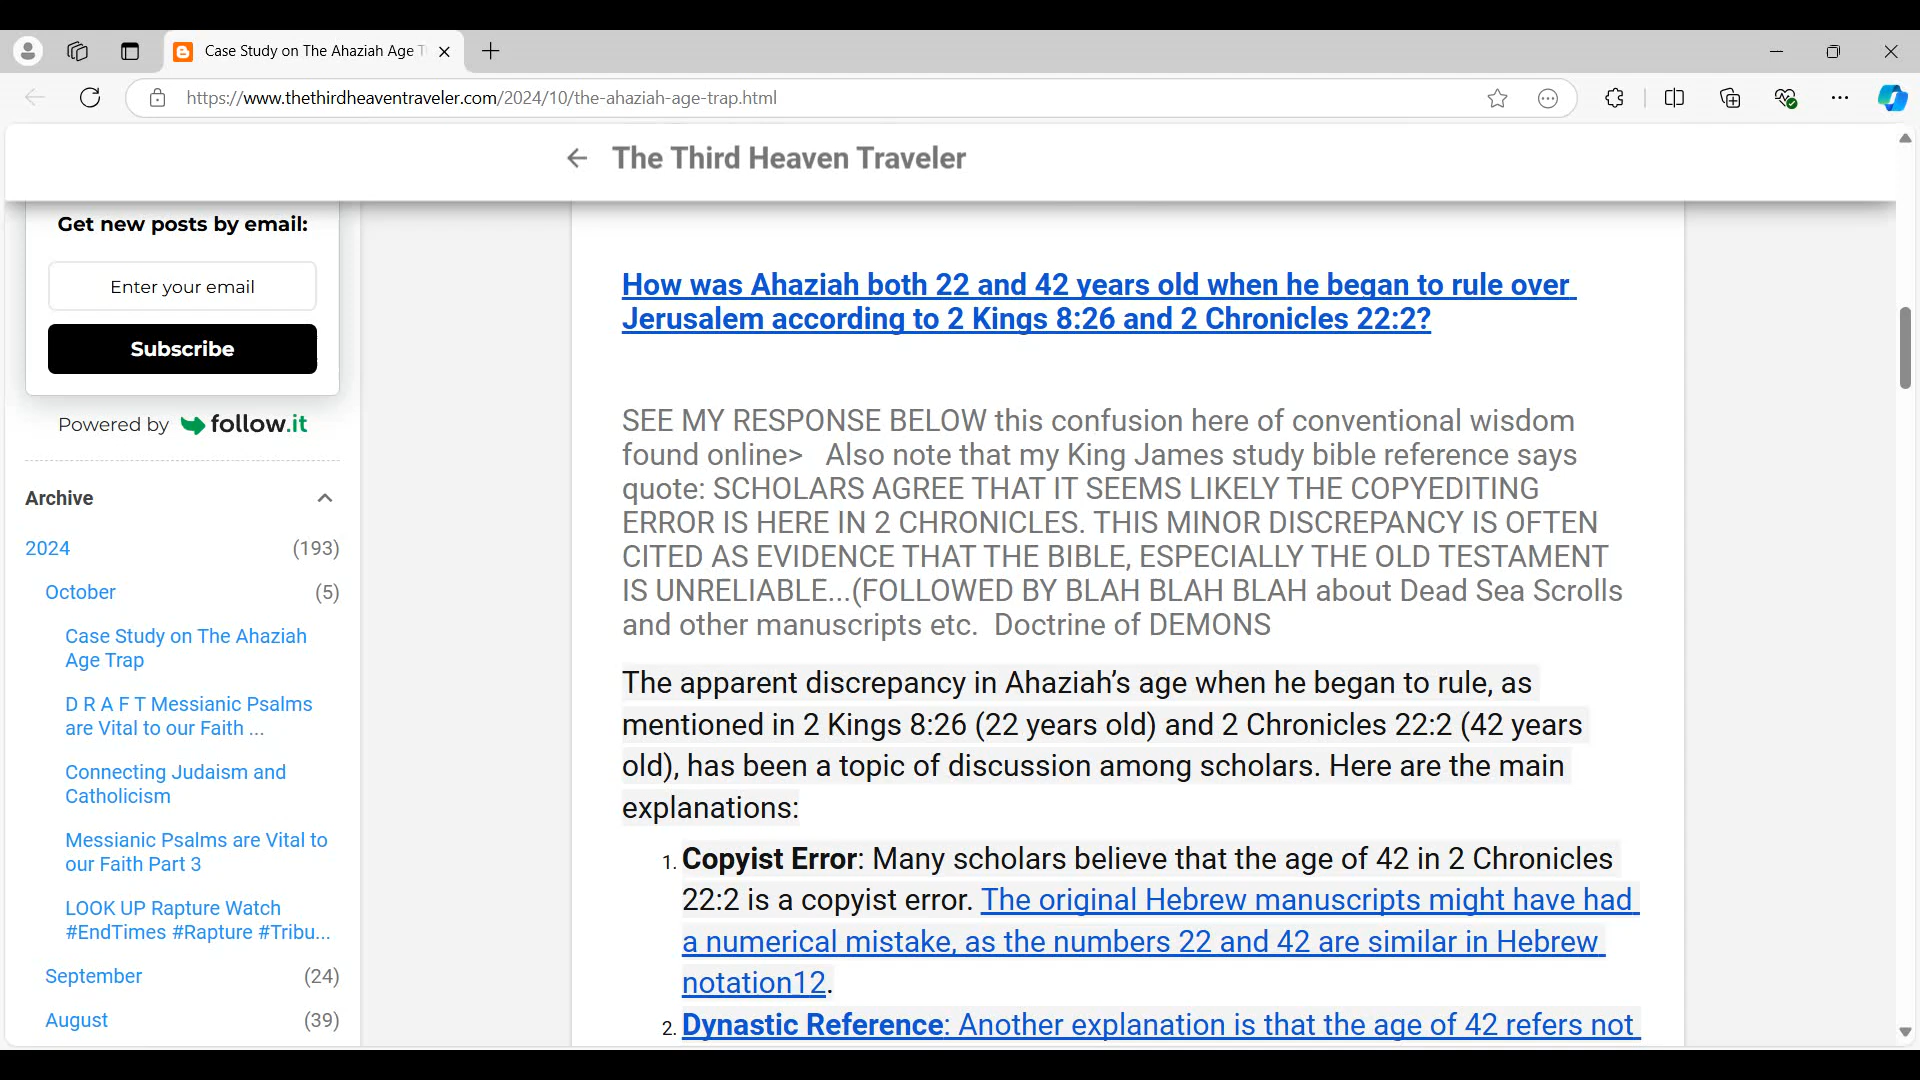 Case Study on The Ahaziah Age T
https://www.thethirdheaventraveler.com/2024/10/the-ahaziah-age-trap.html
The Third Heaven Traveler
Get new posts by email:
Enter your email
Subscribe
Powered by follow.it
Archive
2024 (193)
October (5)
Case Study on The Ahaziah
Age Trap
D R A F T Messianic Psalms
are Vital to our Faith ...
Connecting Judaism and
Catholicism
Messianic Psalms are Vital to
our Faith Part 3
LOOK UP Rapture Watch
#EndTimes #Rapture #Tribu...
September (24)
August (39)
How was Ahaziah both 22 and 42 years old when he began to rule over
Jerusalem according to 2 Kings 8:26 and 2 Chronicles 22:2?
SEE MY RESPONSE BELOW this confusion here of conventional wisdom
found online> Also note that my King James study bible reference says
quote: SCHOLARS AGREE THAT IT SEEMS LIKELY THE COPYEDITING
ERROR IS HERE IN 2 CHRONICLES. THIS MINOR DISCREPANCY IS OFTEN
CITED AS EVIDENCE THAT THE BIBLE, ESPECIALLY THE OLD TESTAMENT
IS UNRELIABLE...(FOLLOWED BY BLAH BLAH BLAH about Dead Sea Scrolls
and other manuscripts etc. Doctrine of DEMONS
The apparent discrepancy in Ahaziah’s age when he began to rule, as
mentioned in 2 Kings 8:26 (22 years old) and 2 Chronicles 22:2 (42 years
old), has been a topic of discussion among scholars. Here are the main
explanations:
1. Copyist Error: Many scholars believe that the age of 42 in 2 Chronicles
22:2 is a copyist error. The original Hebrew manuscripts might have had
a numerical mistake, as the numbers 22 and 42 are similar in Hebrew
notation12.
2. Dynastic Reference: Another explanation is that the age of 42 refers not